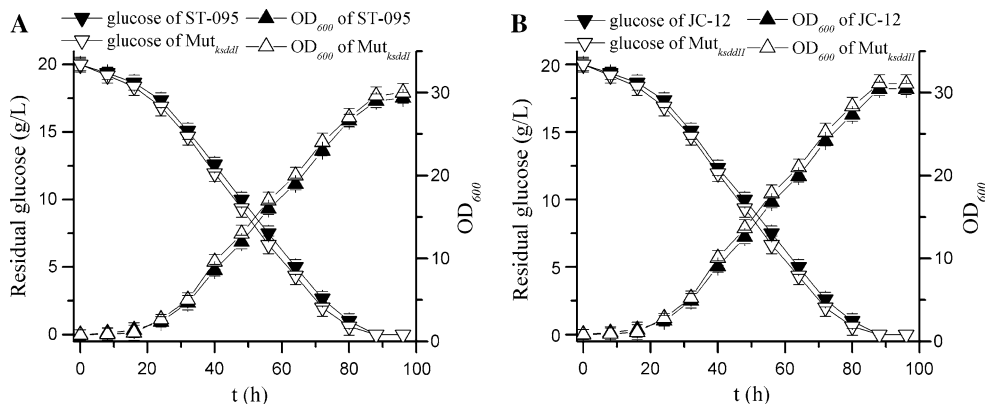 A
glucose of ST-095
OD600 of ST-095
glucose of Mutksddl
OD600 of Mutksddl
Residual glucose (g/L)
20
15
10
5
0
30
20
10
0
OD600
0 20 40 60 80 100
t (h)
B
glucose of JC-12
OD600 of JC-12
glucose of MutksddII
OD600 of MutksddII
Residual glucose (g/L)
20
15
10
5
0
30
20
10
0
OD600
0 20 40 60 80 100
t (h)